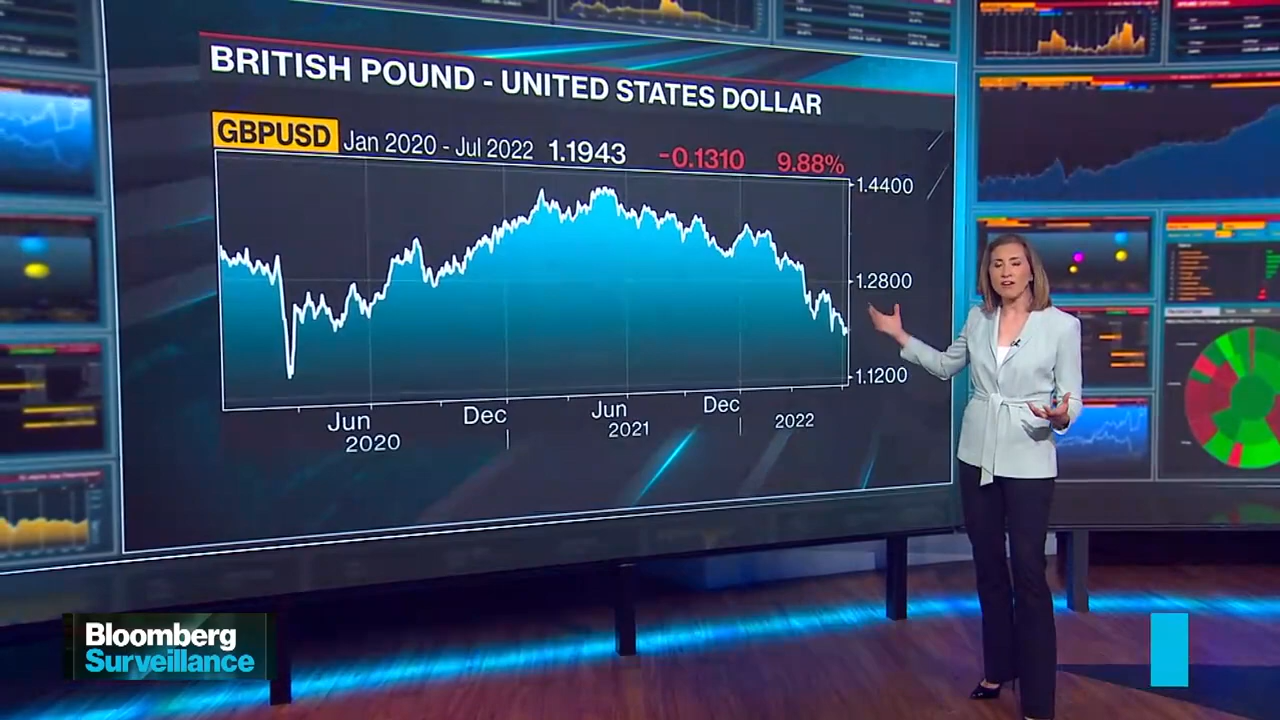 BRITISH POUND - UNITED STATES DOLLAR
GBPUSD Jan 2020 - Jul 2022 1.1943 -0.1310 9.88%
1.4400
1.2800
1.1200
Jun Dec Jun Dec
2020 2021 2022
Bloomberg
Surveillance